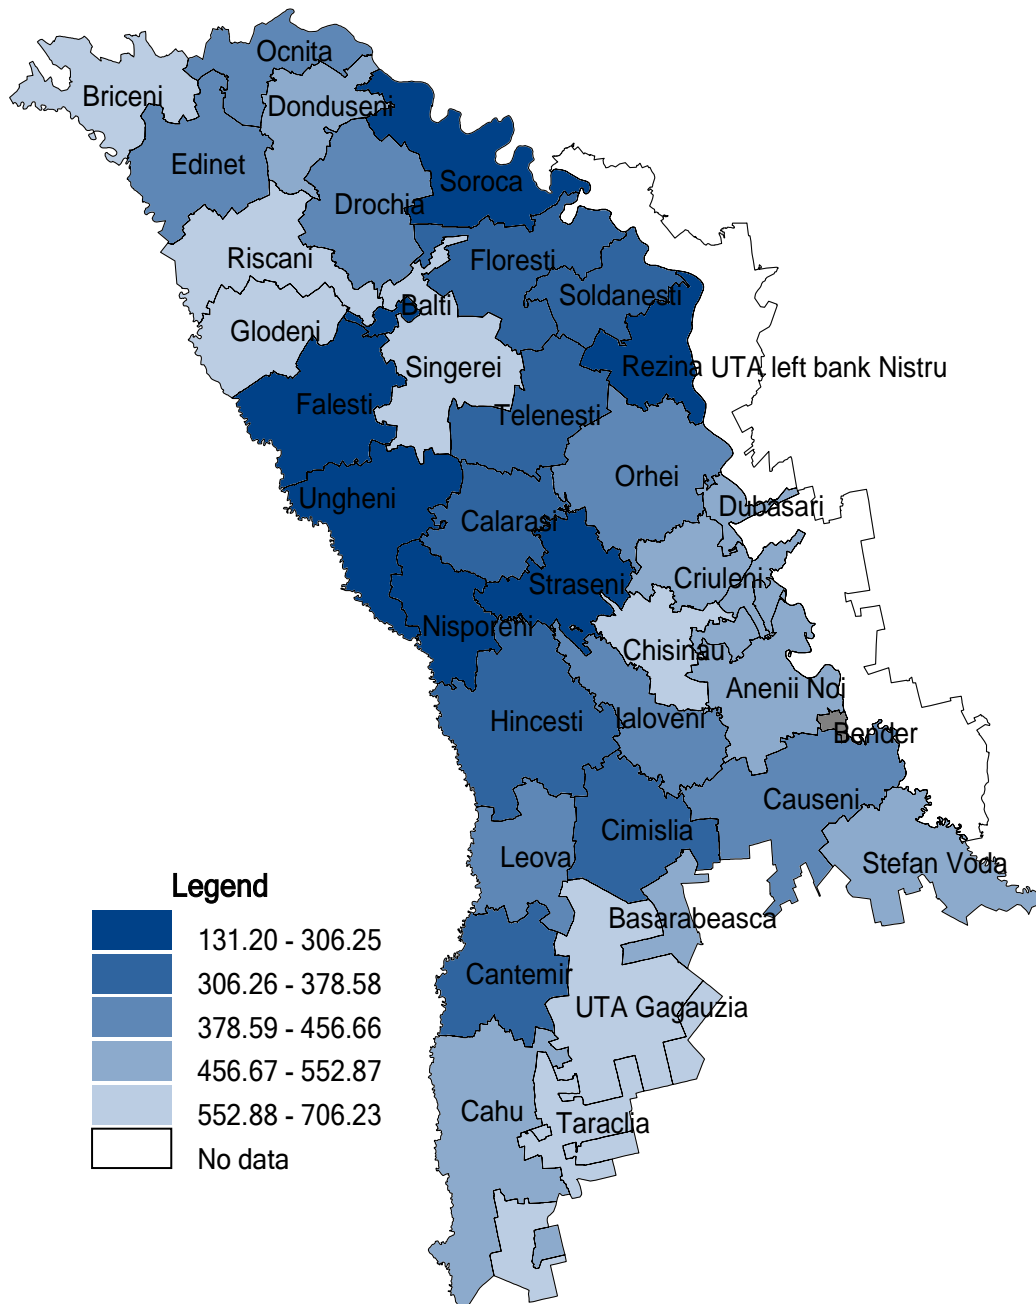 Ocnita
Briceni
Donduseni
Edinet
Soroca
Drochia
Riscani
Floresti
Soldanesti
Balti
Glodeni
Singerei
Rezina
UTA left bank Nistru
Falesti
Telenesti
Orhei
Ungheni
Dubasari
Calarasi
Straseni
Criuleni
Nisporeni
Chisinau
Anenii Noi
Hincesti
Ialoveni
Bender
Causeni
Cimislia
Leova
Stefan Voda
Basarabeasca
Cantemir
UTA Gagauzia
Cahu
Taraclia
Legend
131.20 - 306.25
306.26 - 378.58
378.59 - 456.66
456.67 - 552.87
552.88 - 706.23
No data